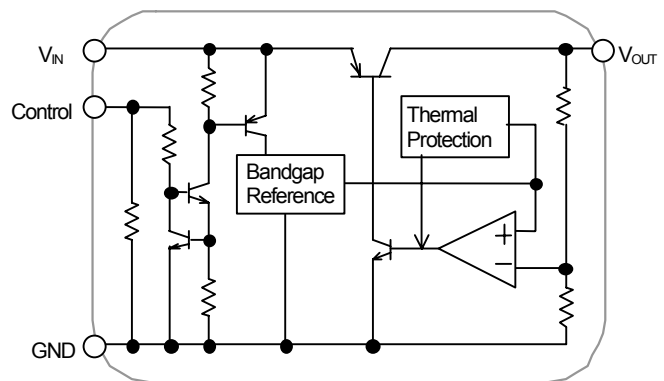 VIN
VOUT
Control
Thermal
Protection
Bandgap
Reference
+
−
GND